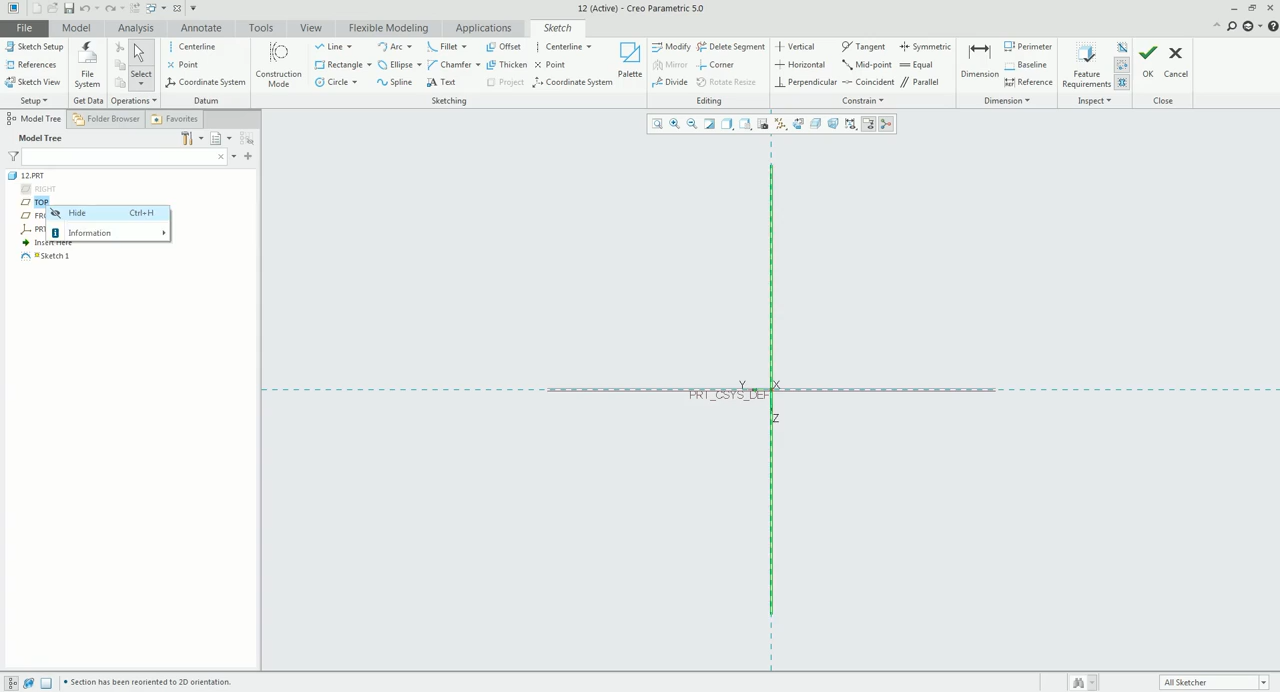 12 (Active) - Creo Parametric 5.0
File Model Analysis Annotate Tools View Flexible Modeling Applications Sketch
Sketch Setup
References
Sketch View
Setup
File System
Get Data
Select
Operations
Centerline
Point
Coordinate System
Datum
Construction Mode
Line Arc Fillet Offset Centerline
Rectangle Ellipse Chamfer Thicken Point
Circle Spline Text Project Coordinate System
Palette
Sketching
Modify Delete Segment
Mirror Corner
Divide Rotate Resize
Editing
Vertical Tangent Symmetric
Horizontal Mid-point Equal
Perpendicular Coincident Parallel
Constrain
Dimension
Perimeter
Baseline
Reference
Dimension
Feature Requirements
Inspect
OK
Cancel
Close
Model Tree Folder Browser Favorites
Model Tree
12.PRT
RIGHT
TOP
Hide Ctrl+H
Information
Insert Here
Sketch 1
Y X
PRT_CSYS_DEF
Z
Section has been reoriented to 2D orientation.
All Sketcher